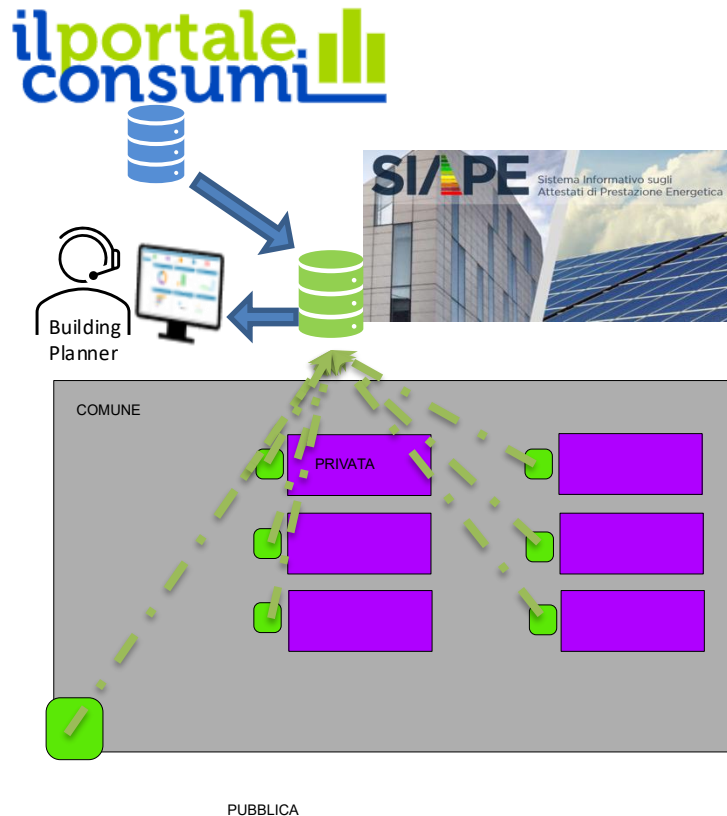 ilportale
consumi
SIAPE
Sistema Informativo sugli
Attestati di Prestazione Energetica
Building
Planner
COMUNE
PRIVATA
PUBBLICA